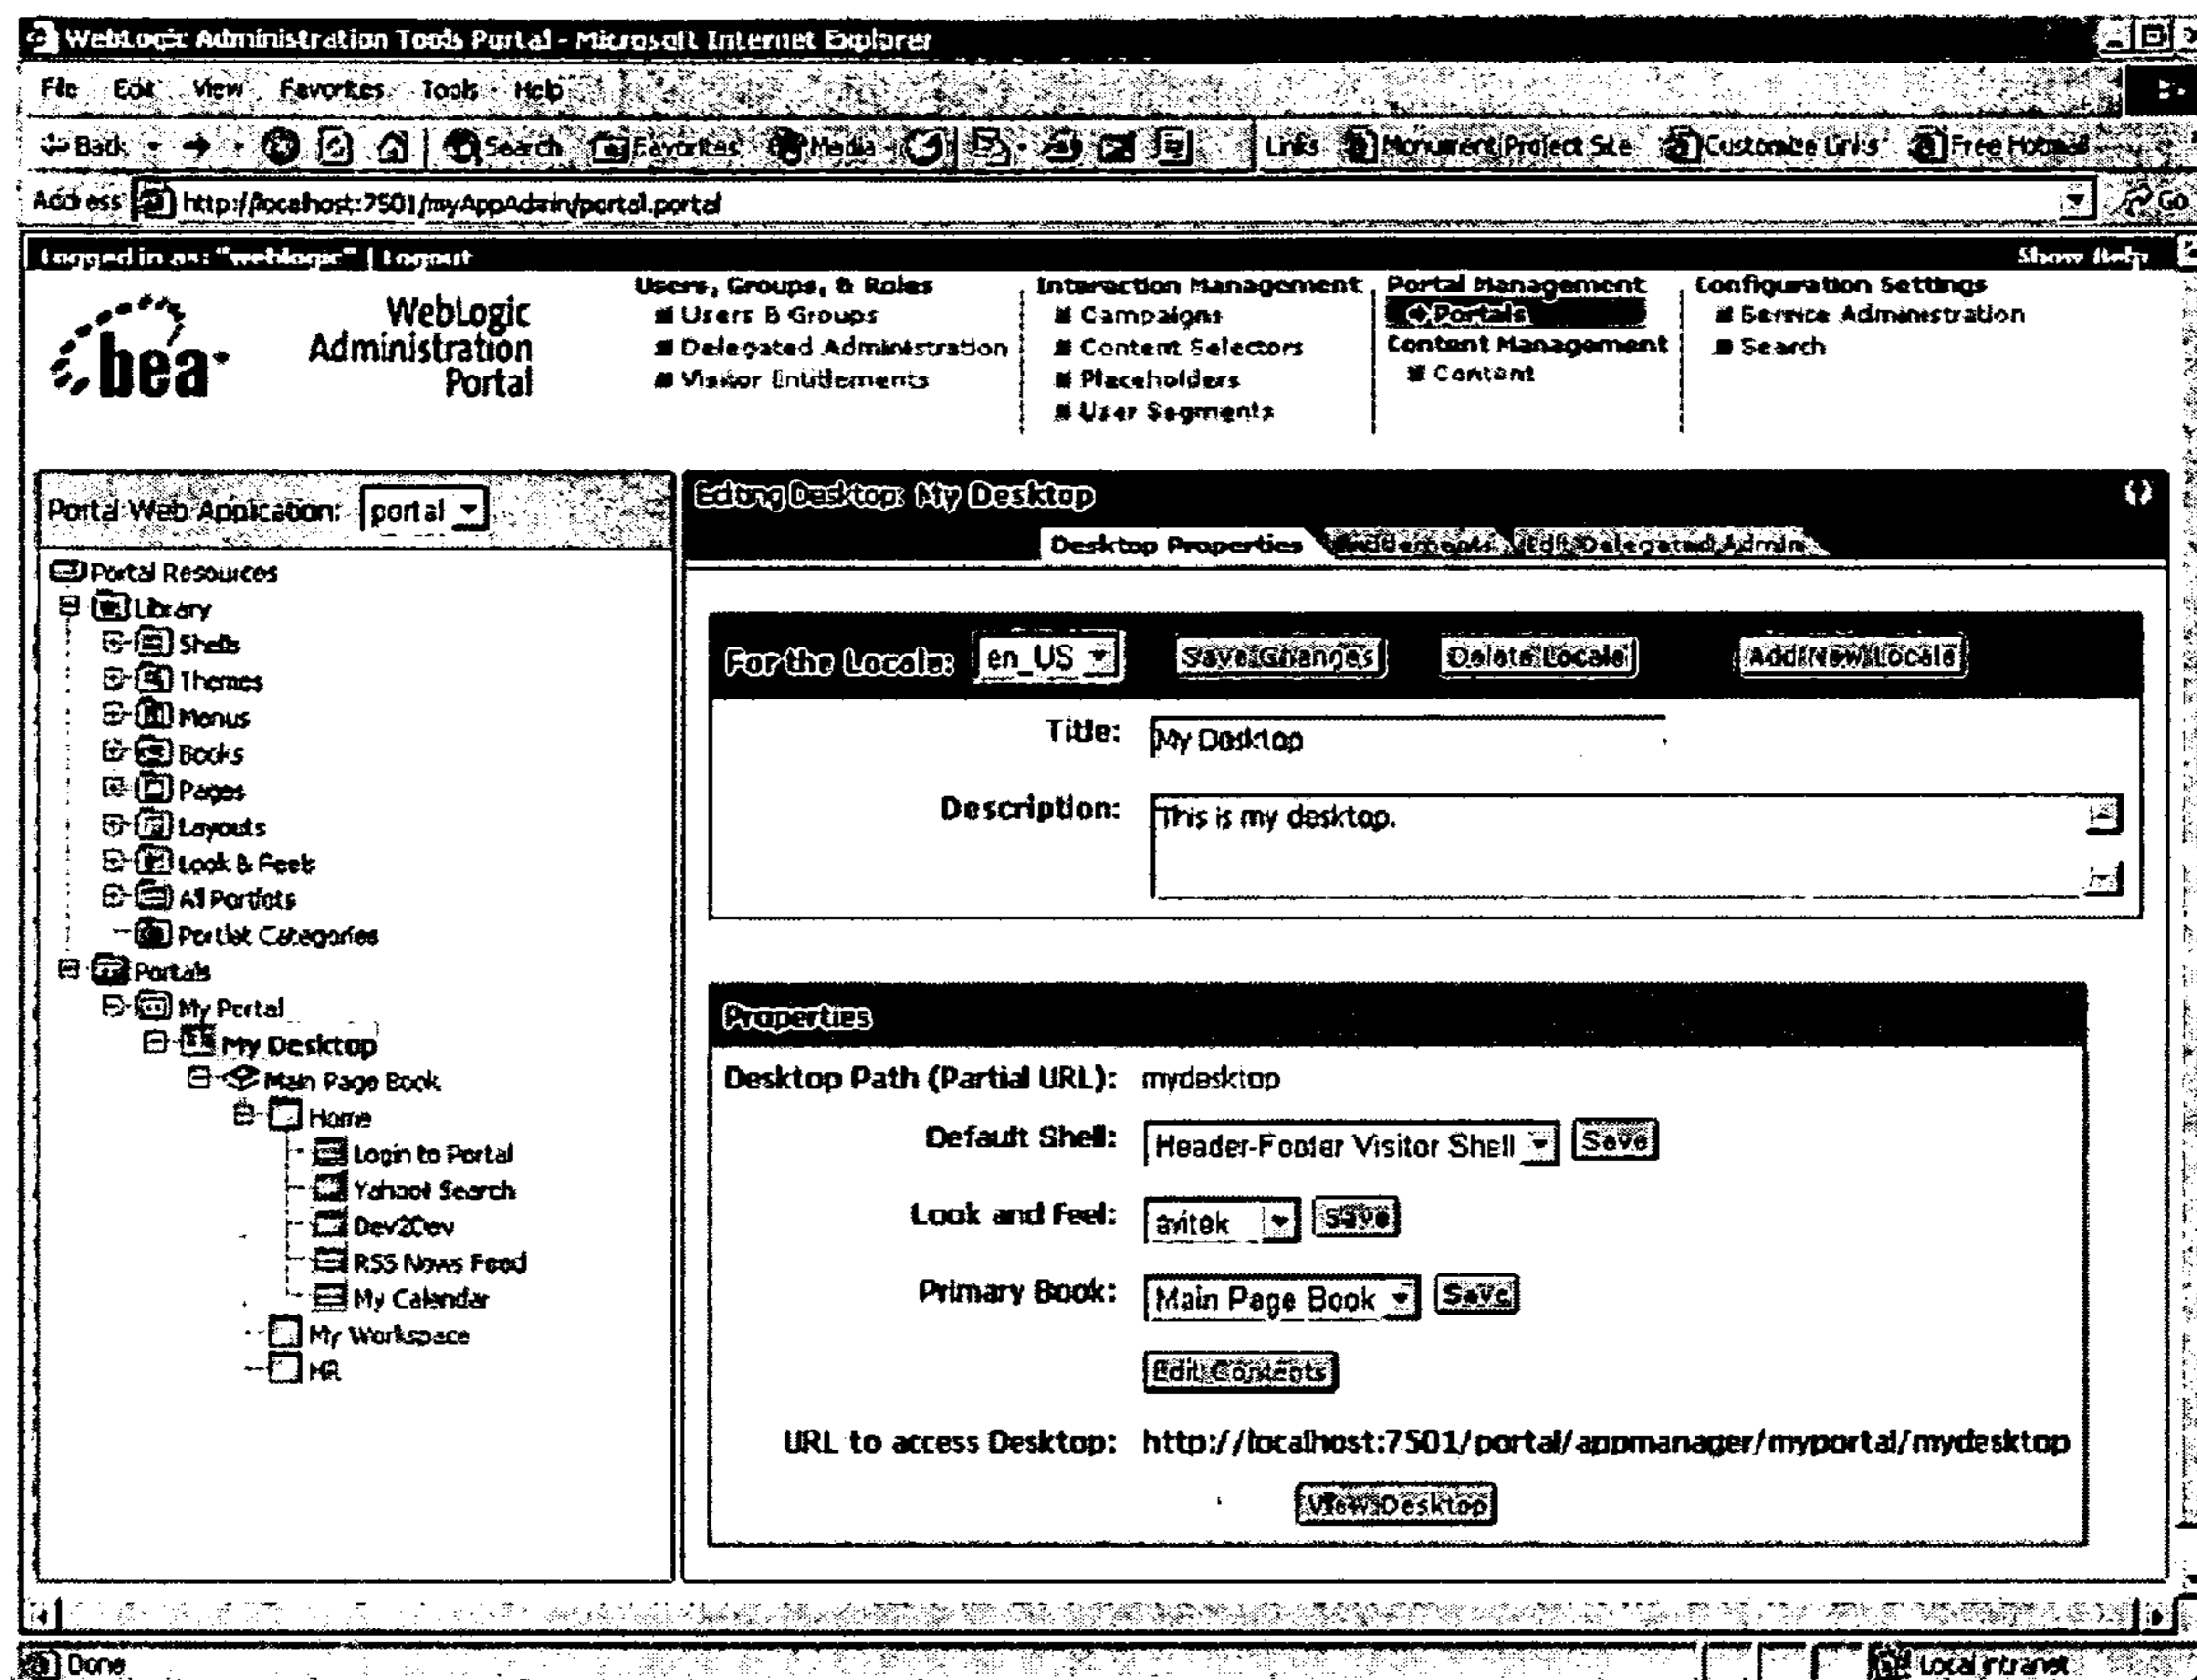 WebLogic Administration Tools Portal - Microsoft Internet Explorer
File Edit View Favorites Tools Help
Back Search Favorites Media Links Monument Project Site Customize Links Free Hotmail
Address http://localhost:7501/myAppAdmin/portal.portal Go
Logged in as: "weblogic" | Logout Show Help
bea
WebLogic
Administration
Portal
Users, Groups, & Roles
Users & Groups
Delegated Administration
Visitor Entitlements
Interaction Management
Campaigns
Content Selectors
Placeholders
User Segments
Portal Management
Portals
Content Management
Content
Configuration Settings
Service Administration
Search
Portal Web Application: portal
Portal Resources
Library
Shells
Themes
Menus
Books
Pages
Layouts
Look & Feels
All Portlets
Portlet Categories
Portals
My Portal
My Desktop
Main Page Book
Home
Login to Portal
Yahoo! Search
Dev2Dev
RSS News Feed
My Calendar
My Workspace
HR
Editing Desktop: My Desktop
Desktop Properties Entitlements Edit Delegated Admin
For the Locale: en_US Save Changes Delete Locale Add New Locale
Title: My Desktop
Description: This is my desktop.
Properties
Desktop Path (Partial URL): mydesktop
Default Shell: Header-Footer Visitor Shell Save
Look and Feel: avitek Save
Primary Book: Main Page Book Save
Edit Contents
URL to access Desktop: http://localhost:7501/portal/appmanager/myportal/mydesktop
View Desktop
Done Local intranet